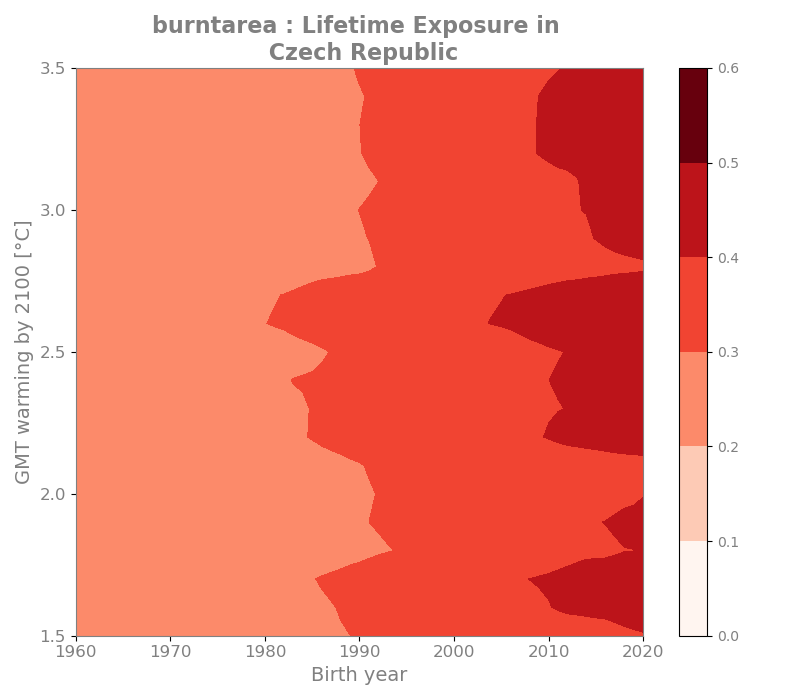 burntarea : Lifetime Exposure in
Czech Republic
3.5
3.0
2.5
2.0
1.5
GMT warming by 2100 [°C]
1960 1970 1980 1990 2000 2010 2020
Birth year
0.6
0.5
0.4
0.3
0.2
0.1
0.0